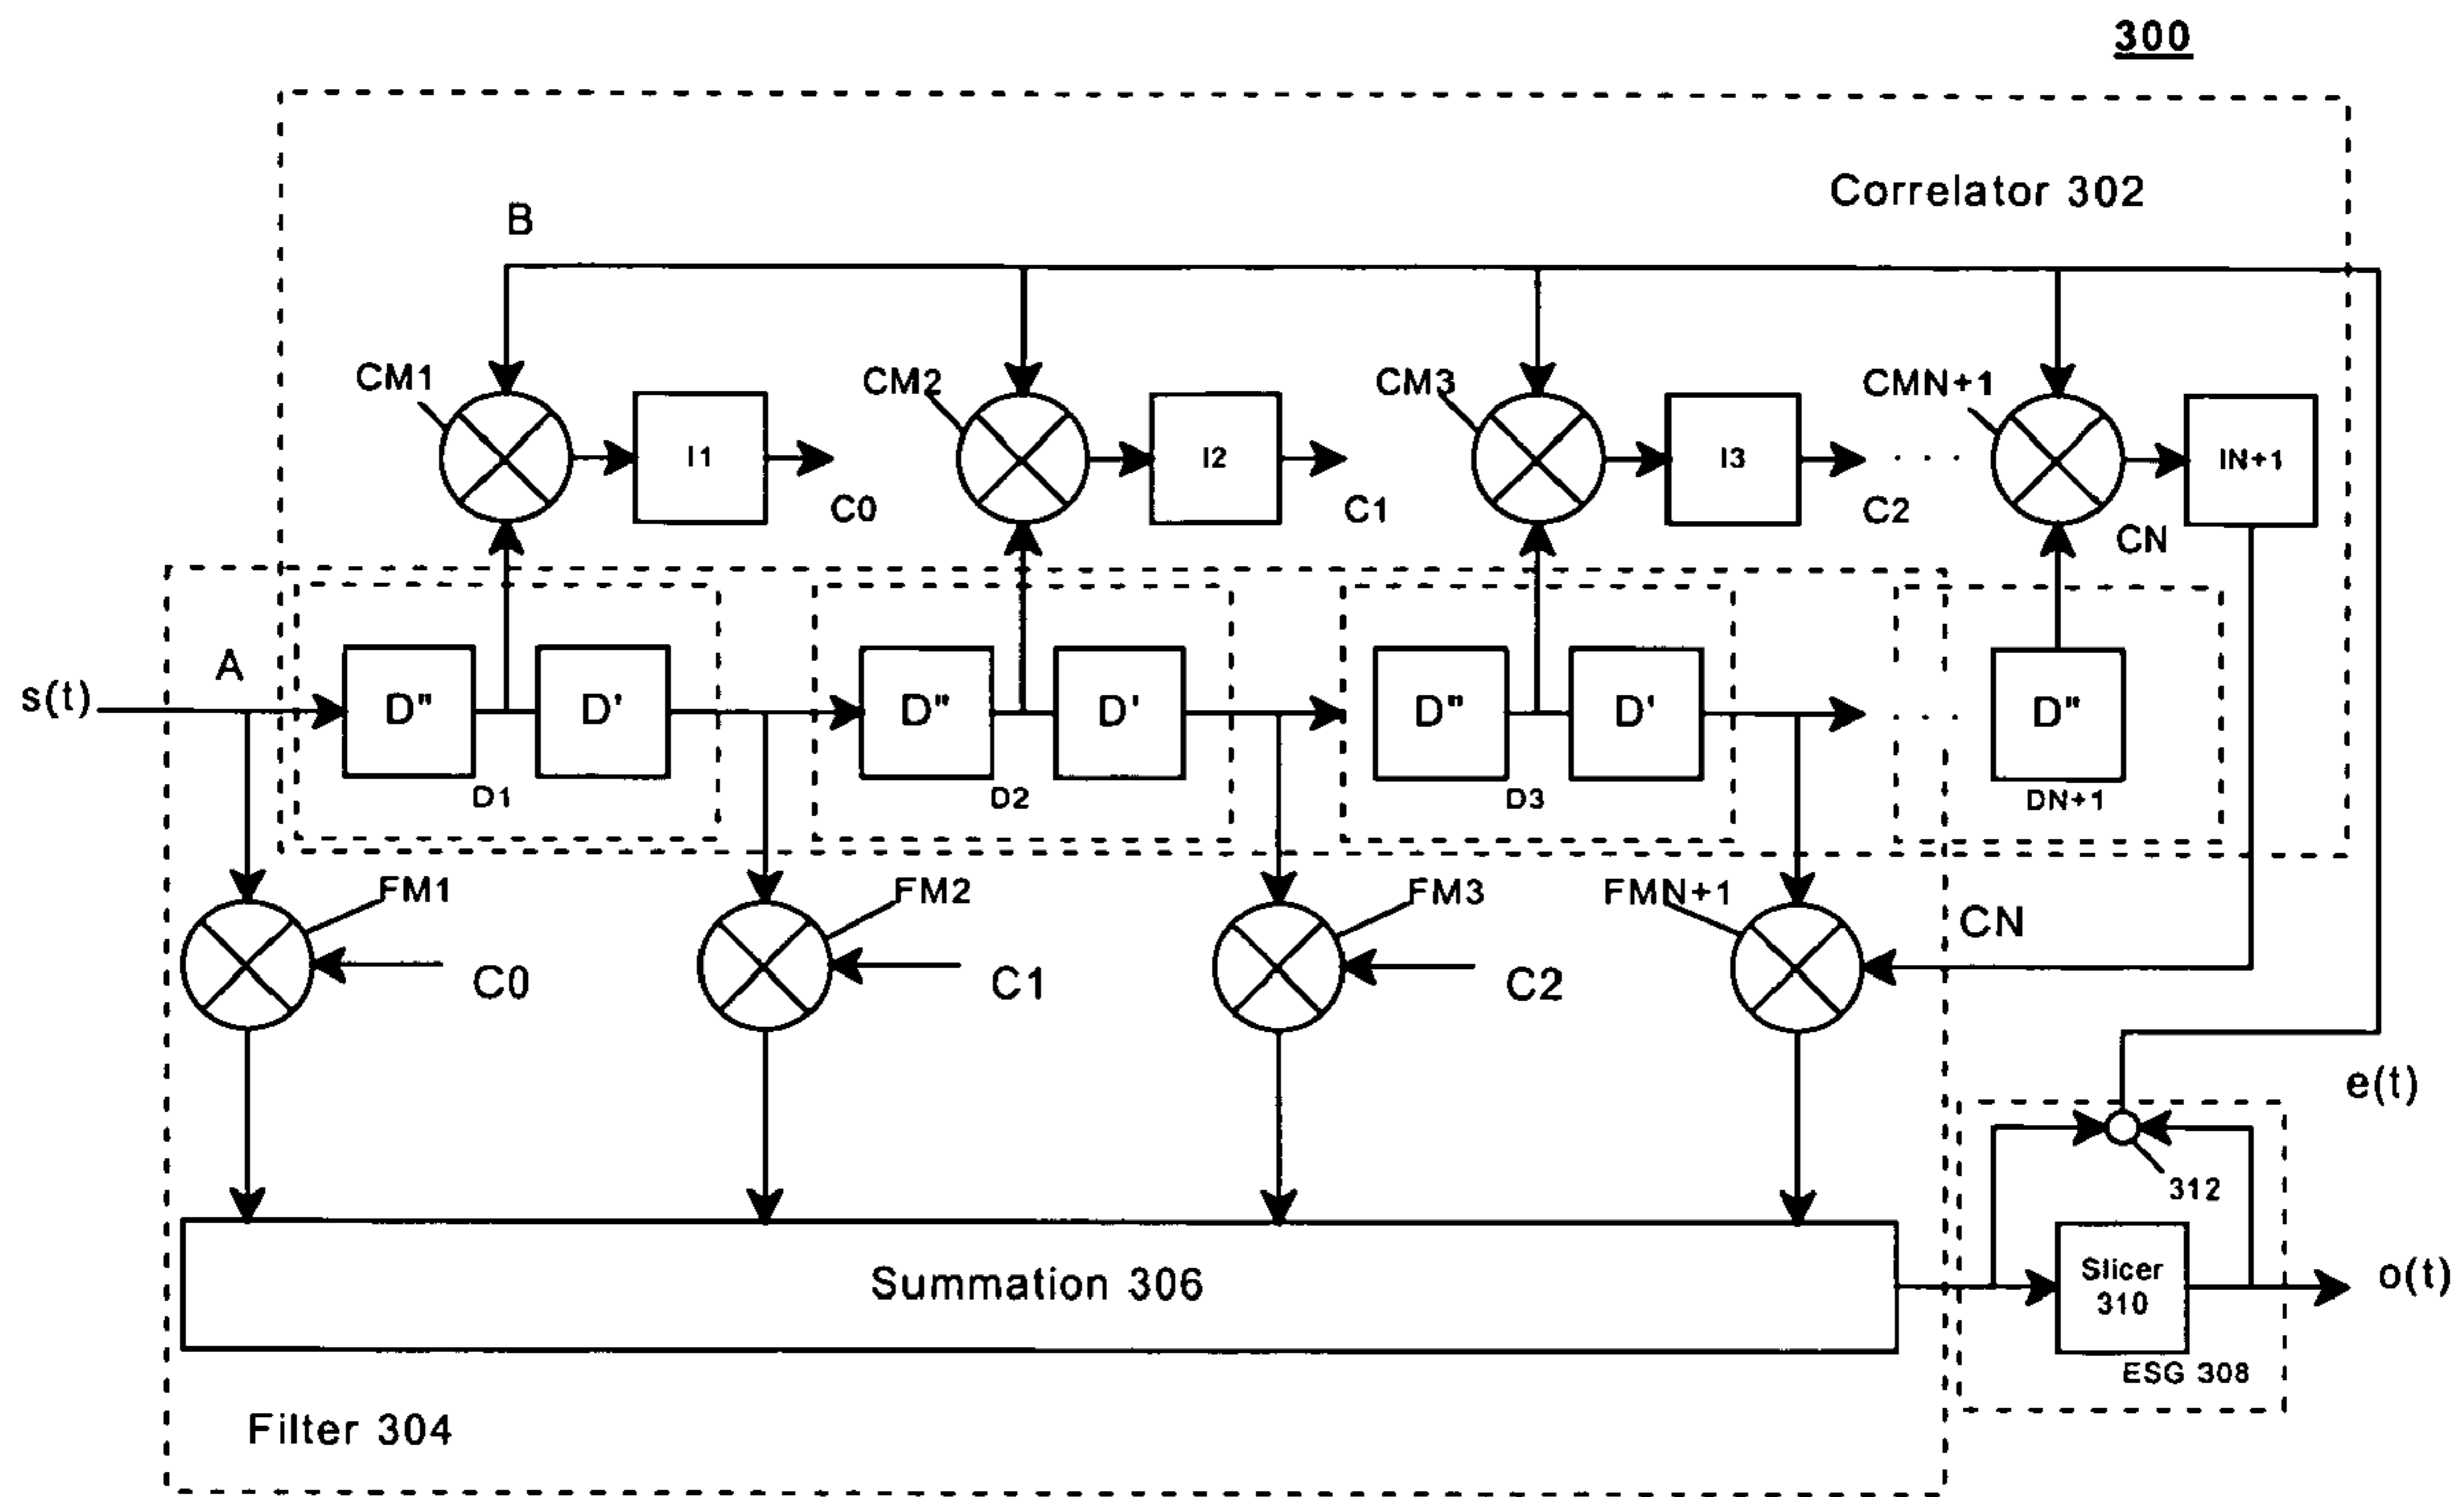 300
Correlator 302
B
CM1
CM2
CM3
CMN+1
I1
I2
I3
. . .
IN+1
C0
C1
C2
CN
A
s(t)
D"
D'
D"
D'
D"
D'
. . .
D"
D1
D2
D3
DN+1
FM1
FM2
FM3
FMN+1
CN
C0
C1
C2
e(t)
312
Summation 306
Slicer
310
o(t)
ESG 308
Filter 304